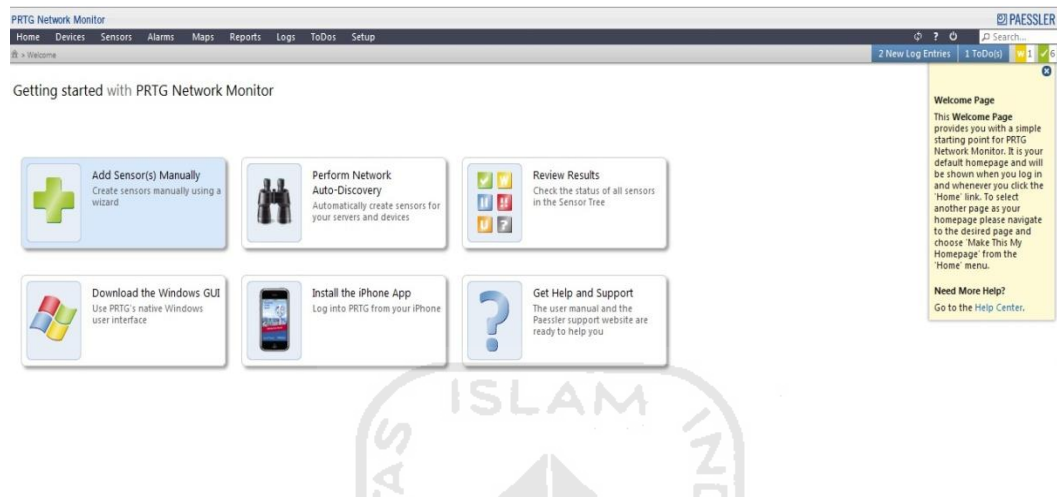 PRTG Network Monitor
PAESSLER
Home Devices Sensors Alarms Maps Reports Logs ToDos Setup
? Search...
> Welcome
2 New Log Entries 1 ToDo(s) W 1 6
Getting started with PRTG Network Monitor
Add Sensor(s) Manually
Create sensors manually using a
wizard
Perform Network
Auto-Discovery
Automatically create sensors for
your servers and devices
Review Results
Check the status of all sensors
in the Sensor Tree
W
U !!
U ?
Download the Windows GUI
Use PRTG's native Windows
user interface
Install the iPhone App
Log into PRTG from your iPhone
Get Help and Support
The user manual and the
Paessler support website are
ready to help you
Welcome Page
This Welcome Page
provides you with a simple
starting point for PRTG
Network Monitor. It is your
default homepage and will
be shown when you log in
and whenever you click the
'Home' link. To select
another page as your
homepage please navigate
to the desired page and
choose 'Make This My
Homepage' from the
'Home' menu.
Need More Help?
Go to the Help Center.
ISLAM